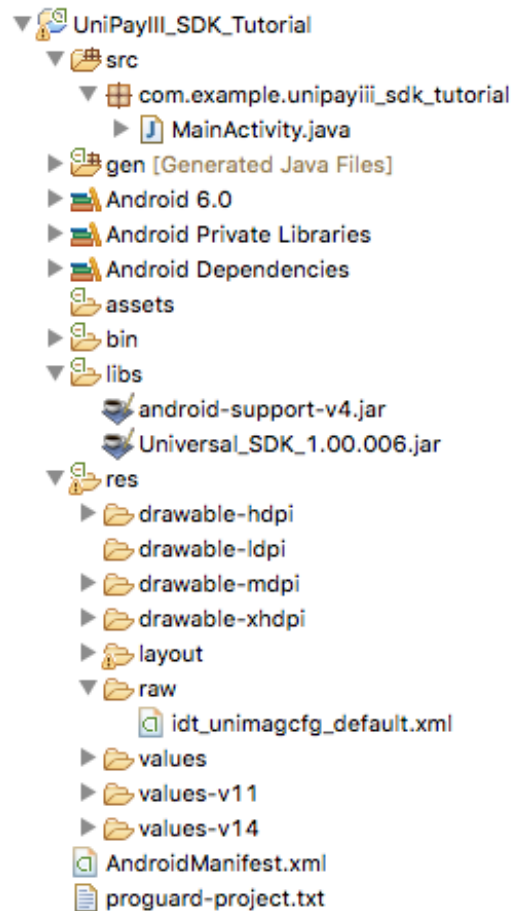 UniPayIII_SDK_Tutorial
src
com.example.unipayiii_sdk_tutorial
MainActivity.java
gen [Generated Java Files]
Android 6.0
Android Private Libraries
Android Dependencies
assets
bin
libs
android-support-v4.jar
Universal_SDK_1.00.006.jar
res
drawable-hdpi
drawable-ldpi
drawable-mdpi
drawable-xhdpi
layout
raw
idt_unimagcfg_default.xml
values
values-v11
values-v14
AndroidManifest.xml
proguard-project.txt